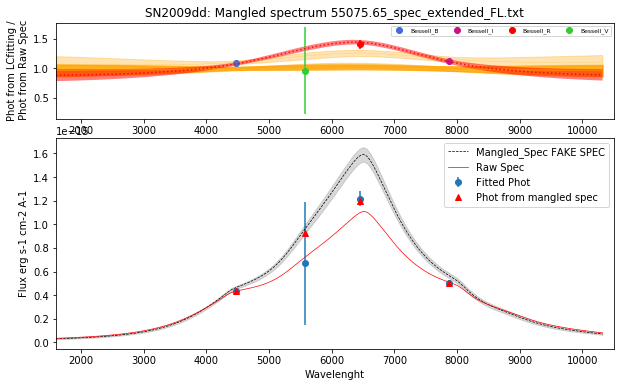 SN2009dd: Mangled spectrum 55075.65_spec_extended_FL.txt
Phot from LCfitting /
Phot from Raw Spec
1.5
1.0
0.5
Bessell_B Bessell_I Bessell_R Bessell_V
2000 3000 4000 5000 6000 7000 8000 9000 10000
Flux erg s-1 cm-2 A-1
1.6
1.4
1.2
1.0
0.8
0.6
0.4
0.2
0.0
Mangled_Spec FAKE SPEC
Raw Spec
Fitted Phot
Phot from mangled spec
2000 3000 4000 5000 6000 7000 8000 9000 10000
Wavelenght